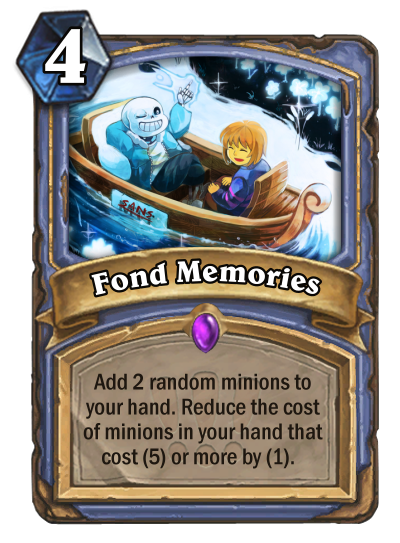 4
SANS
Fond Memories
Add 2 random minions to
your hand. Reduce the cost
of minions in your hand that
cost (5) or more by (1).